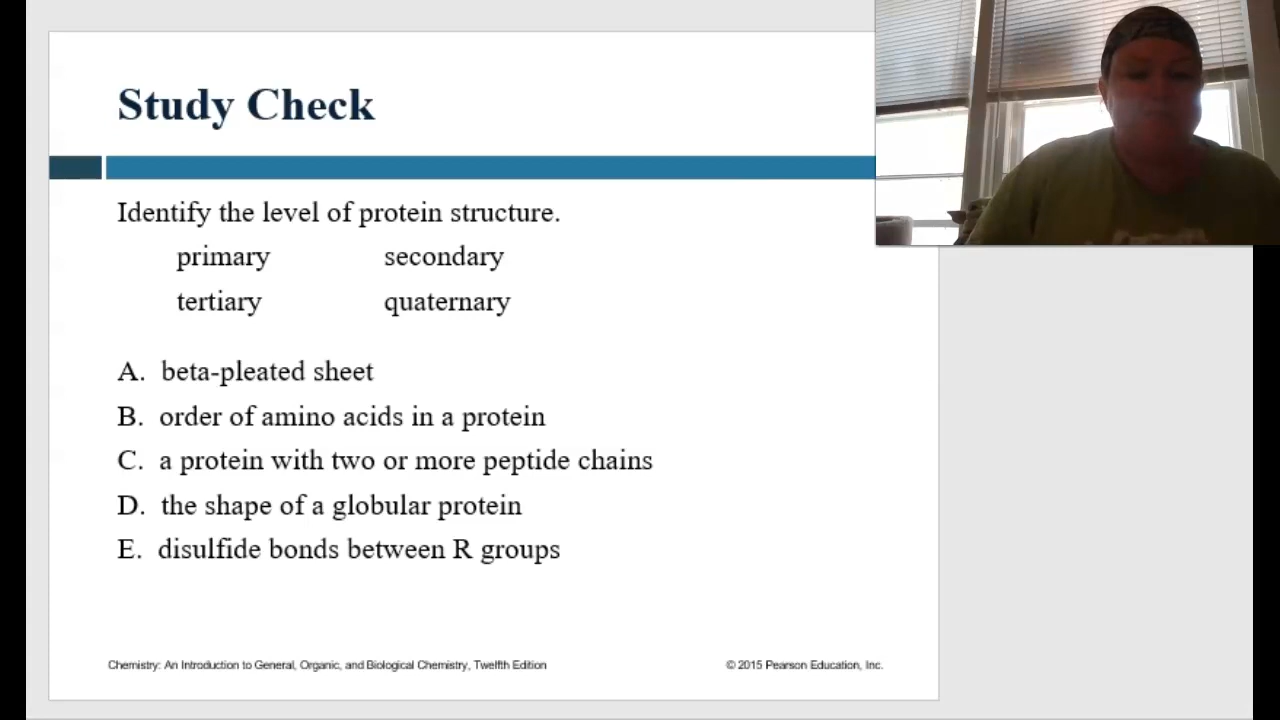 Study Check
Identify the level of protein structure.
primary secondary
tertiary quaternary
A. beta-pleated sheet
B. order of amino acids in a protein
C. a protein with two or more peptide chains
D. the shape of a globular protein
E. disulfide bonds between R groups
Chemistry: An Introduction to General, Organic, and Biological Chemistry, Twelfth Edition © 2015 Pearson Education, Inc.